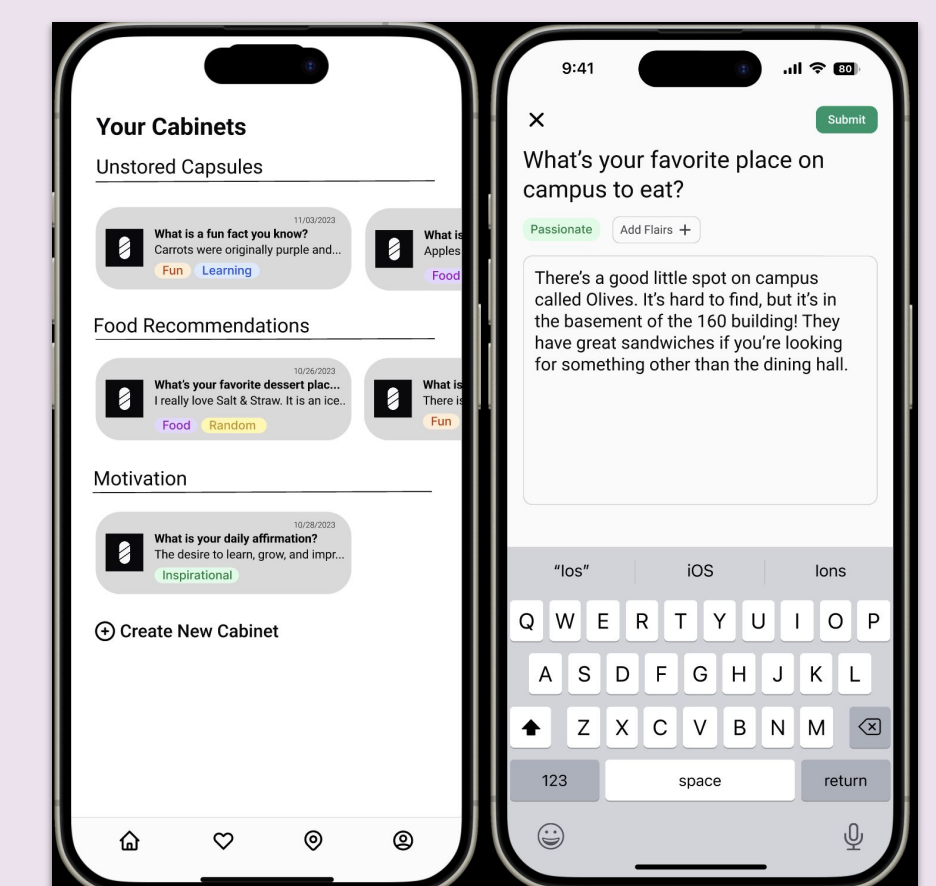 Your Cabinets
Unstored Capsules
11/03/2023
What is a fun fact you know?
Carrots were originally purple and...
Fun Learning
What is
Apples
Food
Food Recommendations
10/26/2023
What's your favorite dessert plac...
I really love Salt & Straw. It is an ice..
Food Random
What is
There is
Fun
Motivation
10/28/2023
What is your daily affirmation?
The desire to learn, grow, and impr...
Inspirational
Create New Cabinet
9:41
80
Submit
What's your favorite place on
campus to eat?
Passionate Add Flairs +
There's a good little spot on campus
called Olives. It's hard to find, but it's in
the basement of the 160 building! They
have great sandwiches if you're looking
for something other than the dining hall.
"Ios" iOS Ions
Q W E R T Y U I O P
A S D F G H J K L
Z X C V B N M
123 space return